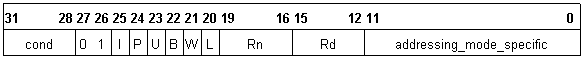 31 28 27 26 25 24 23 22 21 20 19 16 15 12 11 0
cond 0 1 I P U B W L Rn Rd addressing_mode_specific